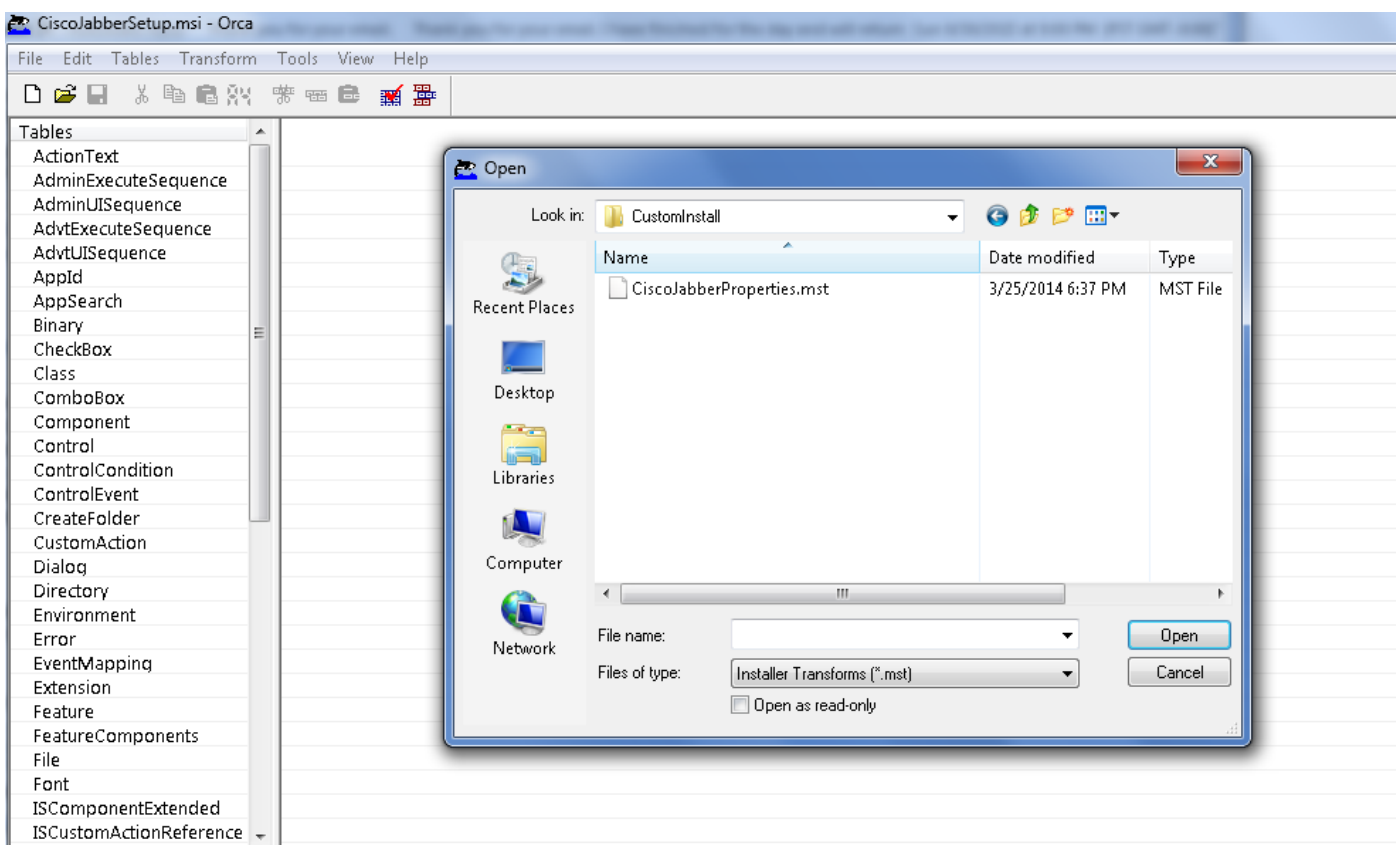 CiscoJabberSetup.msi - Orca
File Edit Tables Transform Tools View Help
Tables
ActionText
AdminExecuteSequence
AdminUISequence
AdvtExecuteSequence
AdvtUISequence
AppId
AppSearch
Binary
CheckBox
Class
ComboBox
Component
Control
ControlCondition
ControlEvent
CreateFolder
CustomAction
Dialog
Directory
Environment
Error
EventMapping
Extension
Feature
FeatureComponents
File
Font
ISComponentExtended
ISCustomActionReference
Open
Look in: CustomInstall
Name Date modified Type
CiscoJabberProperties.mst 3/25/2014 6:37 PM MST File
Recent Places
Desktop
Libraries
Computer
Network
File name: Open
Files of type: Installer Transforms (*.mst) Cancel
Open as read-only